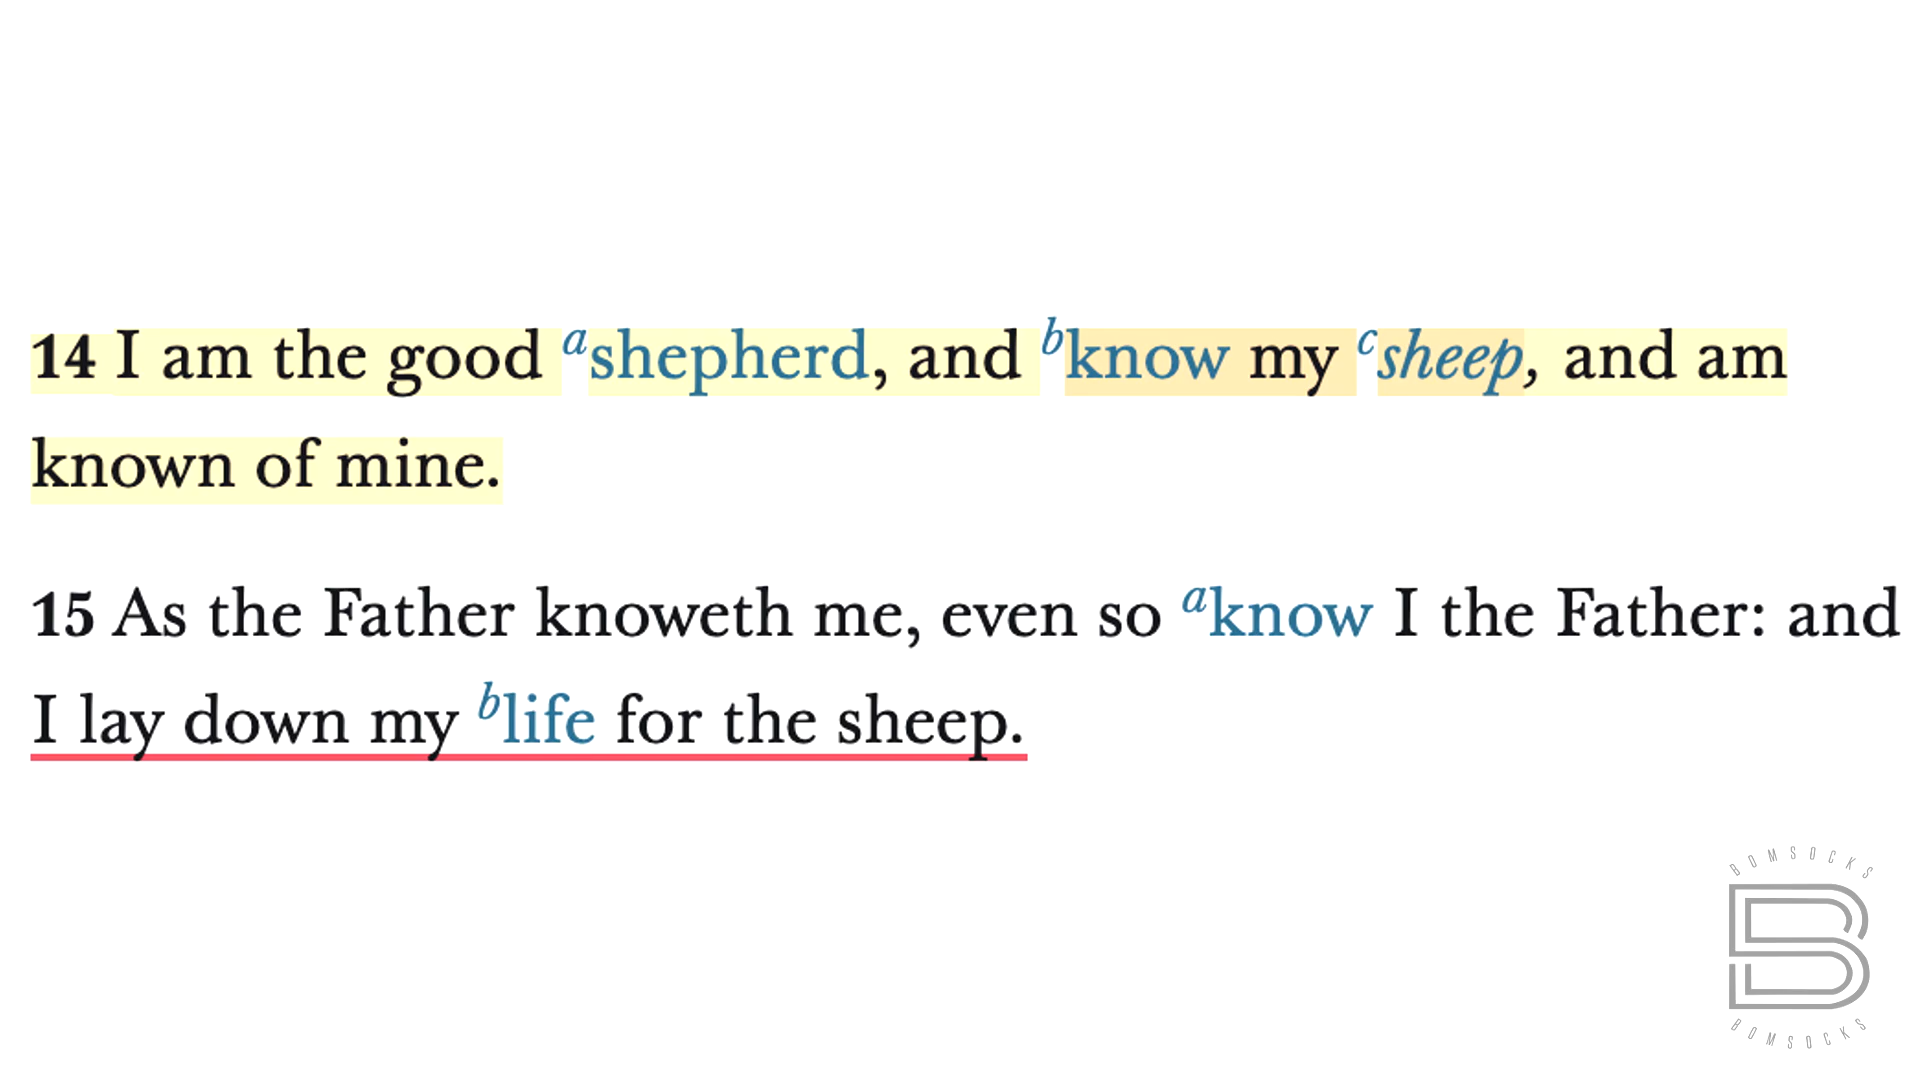 14 I am the good ashepherd, and bknow my csheep, and am
known of mine.
15 As the Father knoweth me, even so aknow I the Father: and
I lay down my blife for the sheep.
BOMSOCKS
BOMSOCKS